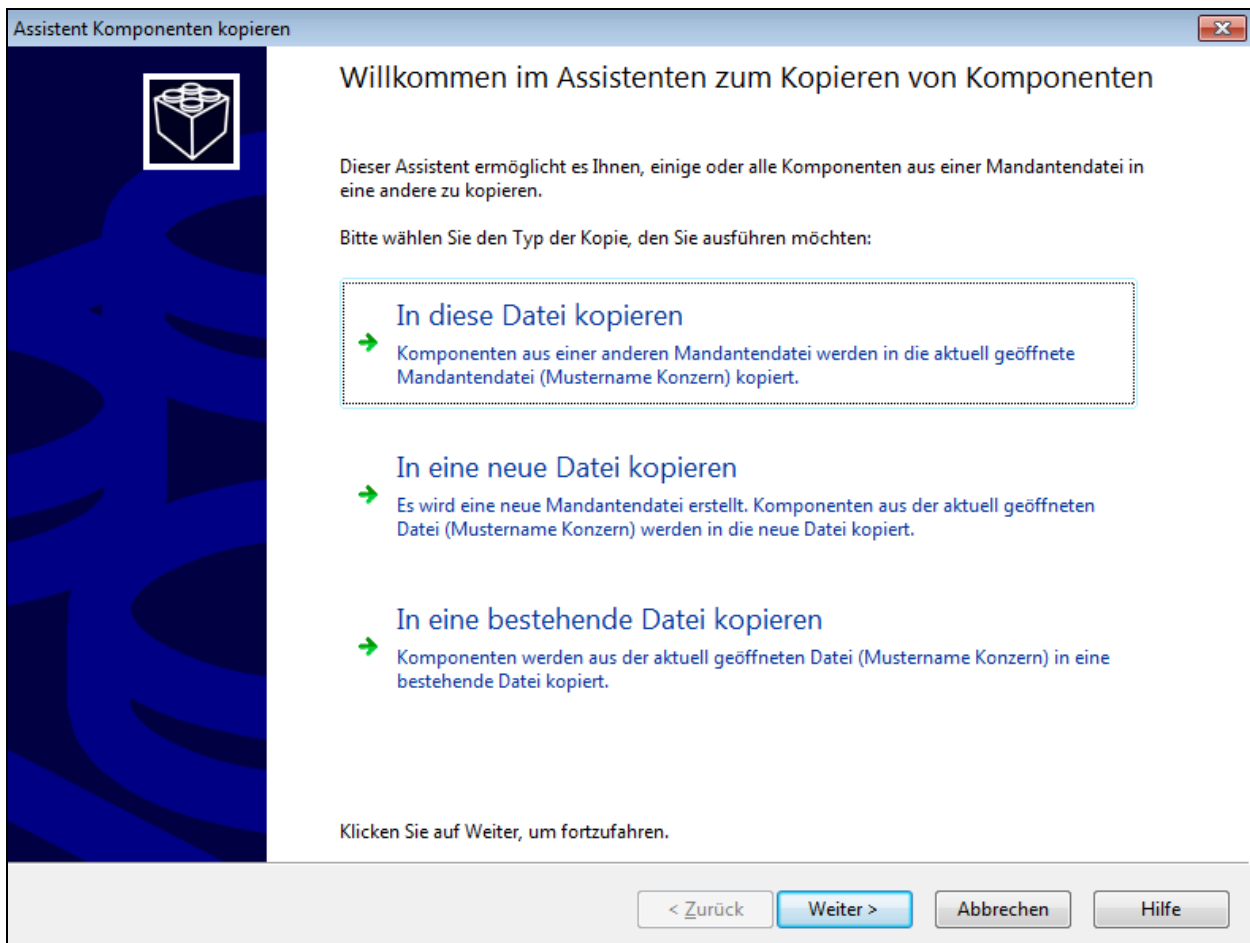 Assistent Komponenten kopieren
Willkommen im Assistenten zum Kopieren von Komponenten
Dieser Assistent ermöglicht es Ihnen, einige oder alle Komponenten aus einer Mandantendatei in
eine andere zu kopieren.
Bitte wählen Sie den Typ der Kopie, den Sie ausführen möchten:
In diese Datei kopieren
Komponenten aus einer anderen Mandantendatei werden in die aktuell geöffnete
Mandantendatei (Mustername Konzern) kopiert.
In eine neue Datei kopieren
Es wird eine neue Mandantendatei erstellt. Komponenten aus der aktuell geöffneten
Datei (Mustername Konzern) werden in die neue Datei kopiert.
In eine bestehende Datei kopieren
Komponenten werden aus der aktuell geöffneten Datei (Mustername Konzern) in eine
bestehende Datei kopiert.
Klicken Sie auf Weiter, um fortzufahren.
< Zurück Weiter > Abbrechen Hilfe